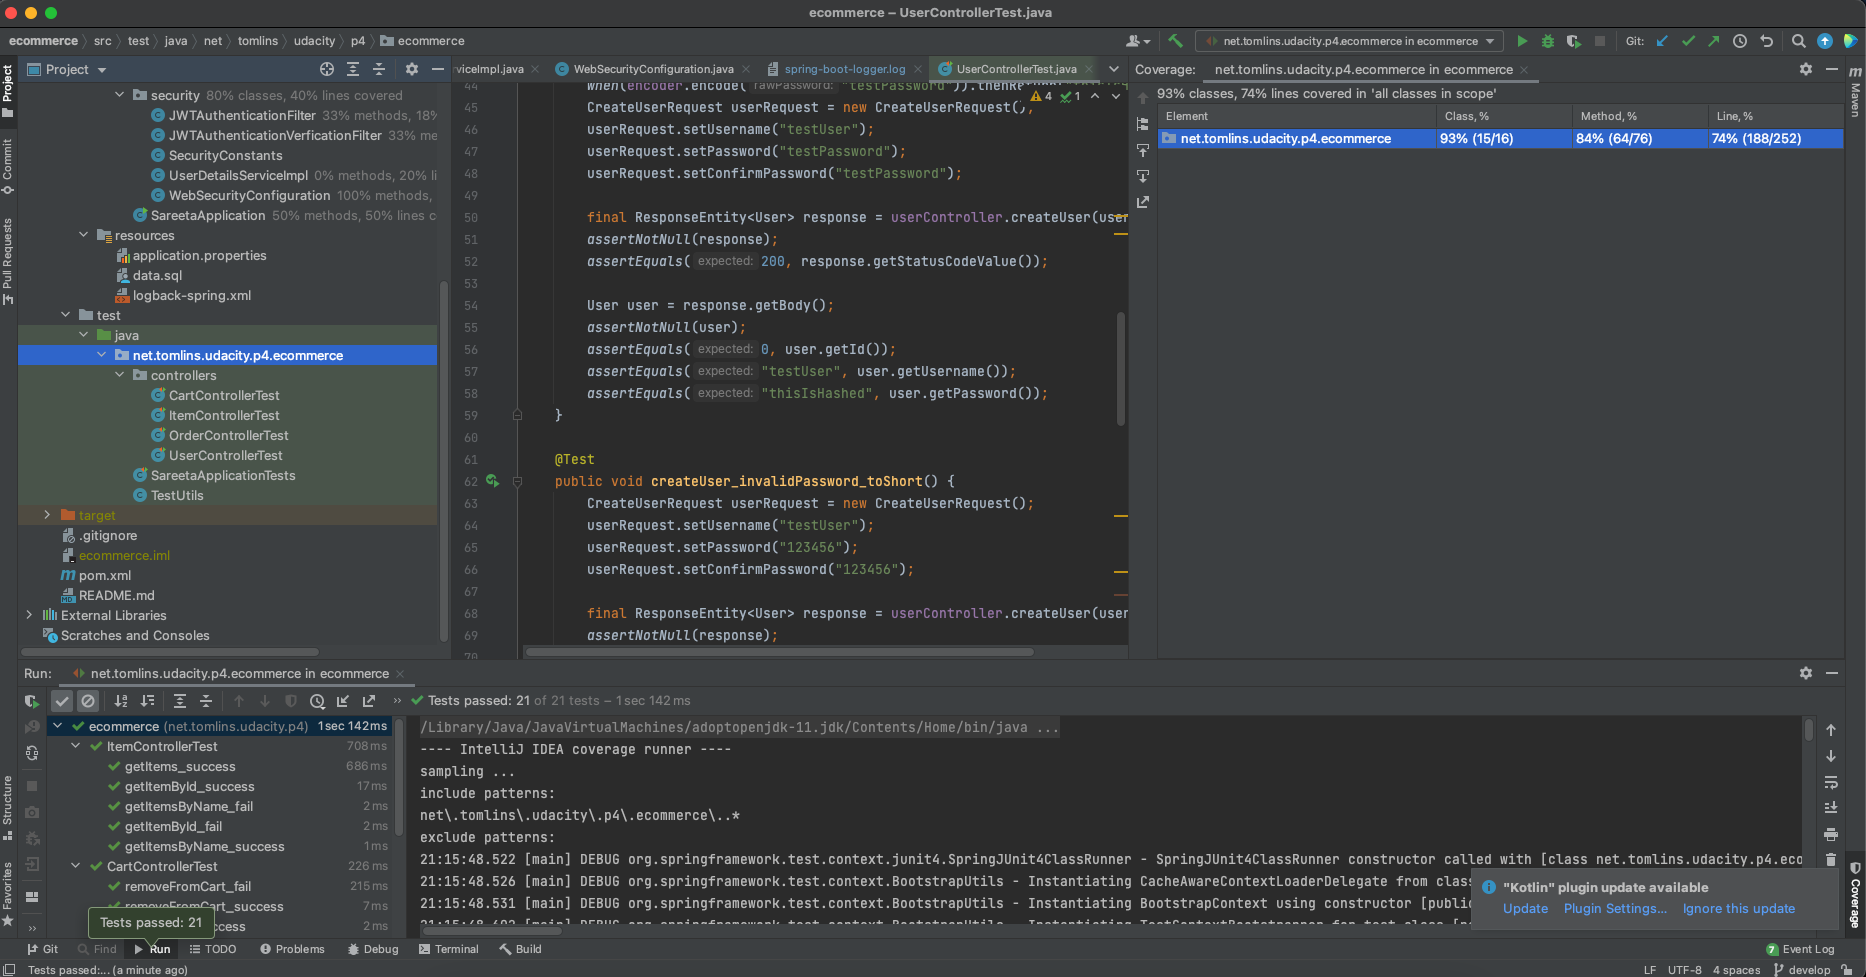 ecommerce – UserControllerTest.java
ecommerce src test java net tomlins udacity p4 ecommerce
net.tomlins.udacity.p4.ecommerce in ecommerce
Git:
Project
Commit
Pull Requests
Structure
Favorites
Project
security 80% classes, 40% lines covered
JWTAuthenticationFilter 33% methods, 18%
JWTAuthenticationVerficationFilter 33% me
SecurityConstants
UserDetailsServiceImpl 0% methods, 20% li
WebSecurityConfiguration 100% methods,
SareetaApplication 50% methods, 50% lines c
resources
application.properties
data.sql
logback-spring.xml
test
java
net.tomlins.udacity.p4.ecommerce
controllers
CartControllerTest
ItemControllerTest
OrderControllerTest
UserControllerTest
SareetaApplicationTests
TestUtils
target
.gitignore
ecommerce.iml
pom.xml
README.md
External Libraries
Scratches and Consoles
viceImpl.java WebSecurityConfiguration.java spring-boot-logger.log UserControllerTest.java
4 1
44 when(encoder.encode( rawPassword: "testPassword")).thenRe
45 CreateUserRequest userRequest = new CreateUserRequest();
46 userRequest.setUsername("testUser");
47 userRequest.setPassword("testPassword");
48 userRequest.setConfirmPassword("testPassword");
49
50 final ResponseEntity<User> response = userController.createUser(user
51 assertNotNull(response);
52 assertEquals( expected: 200, response.getStatusCodeValue());
53
54 User user = response.getBody();
55 assertNotNull(user);
56 assertEquals( expected: 0, user.getId());
57 assertEquals( expected: "testUser", user.getUsername());
58 assertEquals( expected: "thisIsHashed", user.getPassword());
59 }
60
61 @Test
62 public void createUser_invalidPassword_toShort() {
63 CreateUserRequest userRequest = new CreateUserRequest();
64 userRequest.setUsername("testUser");
65 userRequest.setPassword("123456");
66 userRequest.setConfirmPassword("123456");
67
68 final ResponseEntity<User> response = userController.createUser(user
69 assertNotNull(response);
70
Coverage: net.tomlins.udacity.p4.ecommerce in ecommerce
93% classes, 74% lines covered in 'all classes in scope'
Element Class, % Method, % Line, %
net.tomlins.udacity.p4.ecommerce 93% (15/16) 84% (64/76) 74% (188/252)
Maven
Coverage
Run: net.tomlins.udacity.p4.ecommerce in ecommerce
Tests passed: 21 of 21 tests – 1 sec 142 ms
ecommerce (net.tomlins.udacity.p4) 1 sec 142 ms
ItemControllerTest 708 ms
getItems_success 686 ms
getItemById_success 17 ms
getItemsByName_fail 2 ms
getItemById_fail 2 ms
getItemsByName_success 1 ms
CartControllerTest 226 ms
removeFromCart_fail 215 ms
removeFromCart_success 7 ms
cess 2 ms
Tests passed: 21
/Library/Java/JavaVirtualMachines/adoptopenjdk-11.jdk/Contents/Home/bin/java ...
---- IntelliJ IDEA coverage runner ----
sampling ...
include patterns:
net\.tomlins\.udacity\.p4\.ecommerce\..*
exclude patterns:
21:15:48.522 [main] DEBUG org.springframework.test.context.junit4.SpringJUnit4ClassRunner - SpringJUnit4ClassRunner constructor called with [class net.tomlins.udacity.p4.eco
21:15:48.526 [main] DEBUG org.springframework.test.context.BootstrapUtils - Instantiating CacheAwareContextLoaderDelegate from class
21:15:48.531 [main] DEBUG org.springframework.test.context.BootstrapUtils - Instantiating BootstrapContext using constructor [public
[main] DEBUG org.springframework.test.context.BootstrapUtils - Instantiating TestContextBootstrapper for test class
"Kotlin" plugin update available
Update Plugin Settings... Ignore this update
Git Find Run TODO Problems Debug Terminal Build 7 Event Log
Tests passed:... (a minute ago) LF UTF-8 4 spaces develop